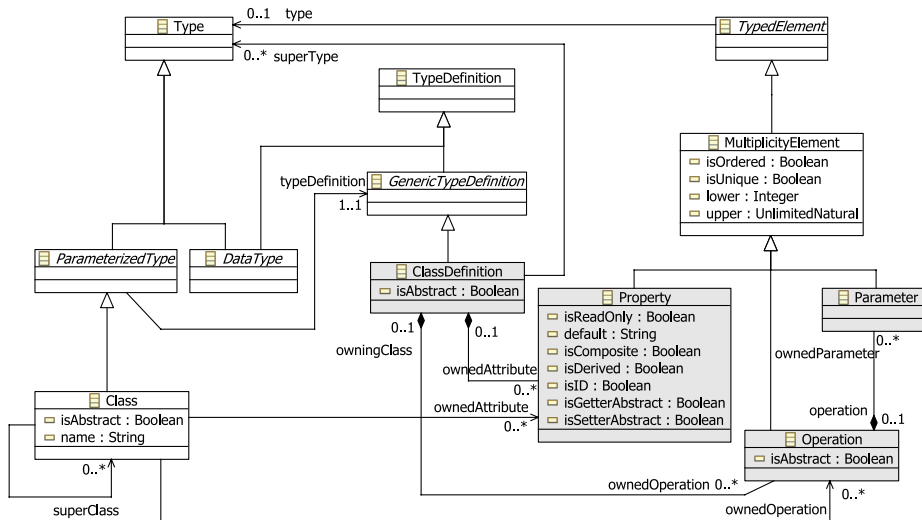 Type
0..1 type
TypedElement
0..* superType
TypeDefinition
MultiplicityElement
isOrdered : Boolean
isUnique : Boolean
lower : Integer
upper : UnlimitedNatural
typeDefinition
1..1
GenericTypeDefinition
ParameterizedType
DataType
ClassDefinition
isAbstract : Boolean
Property
isReadOnly : Boolean
default : String
isComposite : Boolean
isDerived : Boolean
isID : Boolean
isGetterAbstract : Boolean
isSetterAbstract : Boolean
Parameter
0..1
0..1
0..*
owningClass
ownedAttribute
0..*
ownedParameter
Class
isAbstract : Boolean
name : String
ownedAttribute
0..*
operation
0..1
Operation
isAbstract : Boolean
0..*
superClass
ownedOperation 0..*
0..*
ownedOperation